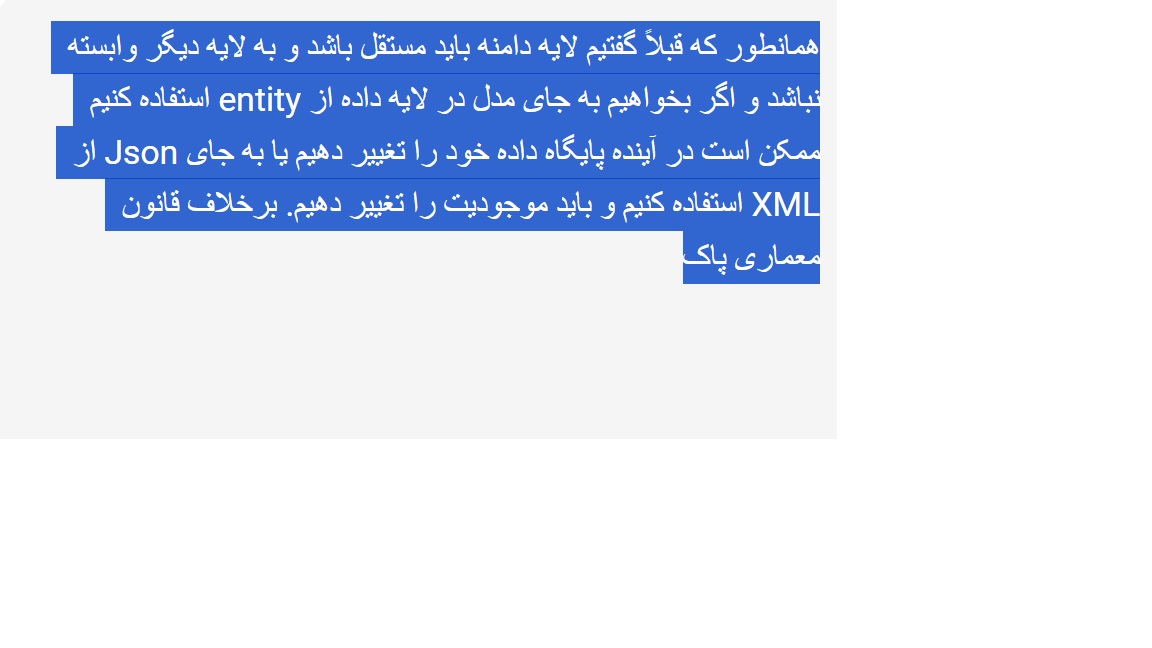 همانطور که قبلاً گفتیم لایه دامنه باید مستقل باشد و به لایه دیگر وابسته
نباشد و اگر بخواهیم به جای مدل در لایه داده از entity استفاده کنیم
ممکن است در آینده پایگاه داده خود را تغییر دهیم یا به جای Json از
XML استفاده کنیم و باید موجودیت را تغییر دهیم. برخلاف قانون
معماری پاک